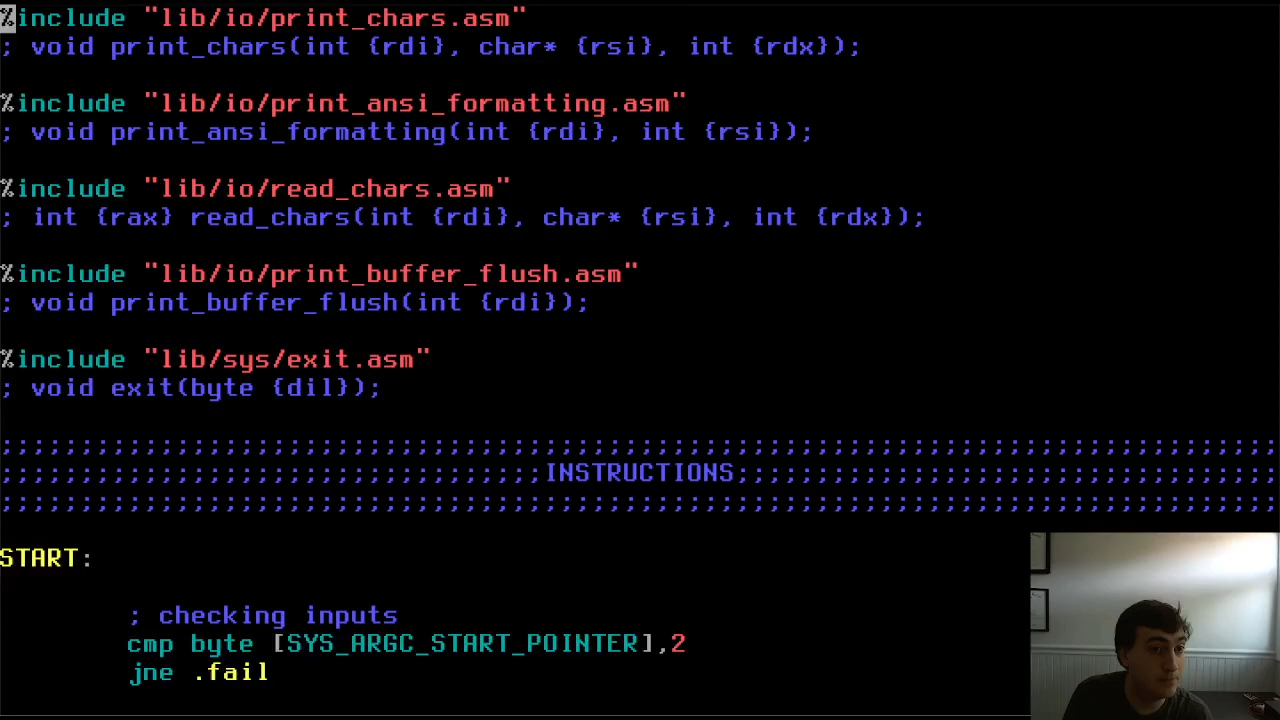 %include "lib/io/print_chars.asm"
; void print_chars(int {rdi}, char* {rsi}, int {rdx});
%include "lib/io/print_ansi_formatting.asm"
; void print_ansi_formatting(int {rdi}, int {rsi});
%include "lib/io/read_chars.asm"
; int {rax} read_chars(int {rdi}, char* {rsi}, int {rdx});
%include "lib/io/print_buffer_flush.asm"
; void print_buffer_flush(int {rdi});
%include "lib/sys/exit.asm"
; void exit(byte {dil});
;;;;;;;;;;;;;;;;;;;;;;;;;;;;;;;;;;;;;;;;;;;;;;;;;;;;;;;;;;;;;;;;;;;;;;;;;;;;;;;;
;;;;;;;;;;;;;;;;;;;;;;;;;;;;;;;;;;INSTRUCTIONS;;;;;;;;;;;;;;;;;;;;;;;;;;;;;;;;;;
;;;;;;;;;;;;;;;;;;;;;;;;;;;;;;;;;;;;;;;;;;;;;;;;;;;;;;;;;;;;;;;;;;;;;;;;;;;;;;;;
START:
; checking inputs
cmp byte [SYS_ARGC_START_POINTER],2
jne .fail